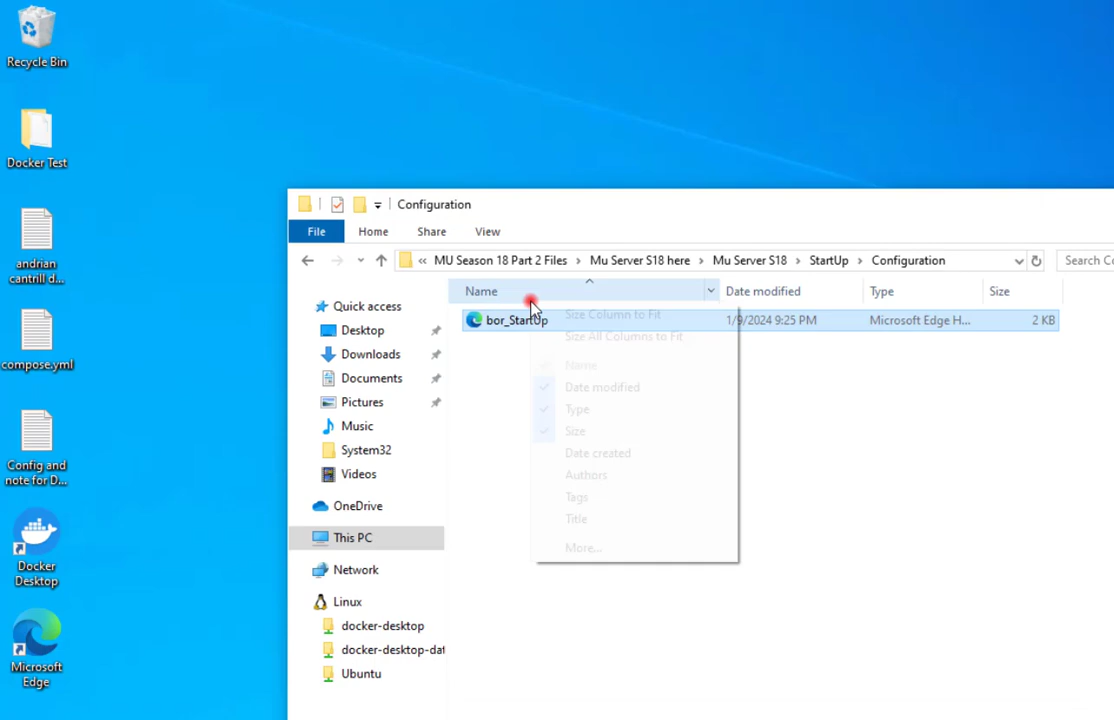 Recycle Bin
Docker Test
andrian
cantrill d...
compose.yml
Config and
note for D...
Docker
Desktop
Microsoft
Edge
Configuration
File Home Share View
« MU Season 18 Part 2 Files > Mu Server S18 here > Mu Server S18 > StartUp > Configuration
Search Co
Name Date modified Type Size
bor_StartUp 1/9/2024 9:25 PM Microsoft Edge H... 2 KB
Quick access
Desktop
Downloads
Documents
Pictures
Music
System32
Videos
OneDrive
This PC
Network
Linux
docker-desktop
docker-desktop-dat
Ubuntu
Size Column to Fit
Size All Columns to Fit
Name
Date modified
Type
Size
Date created
Authors
Tags
Title
More...